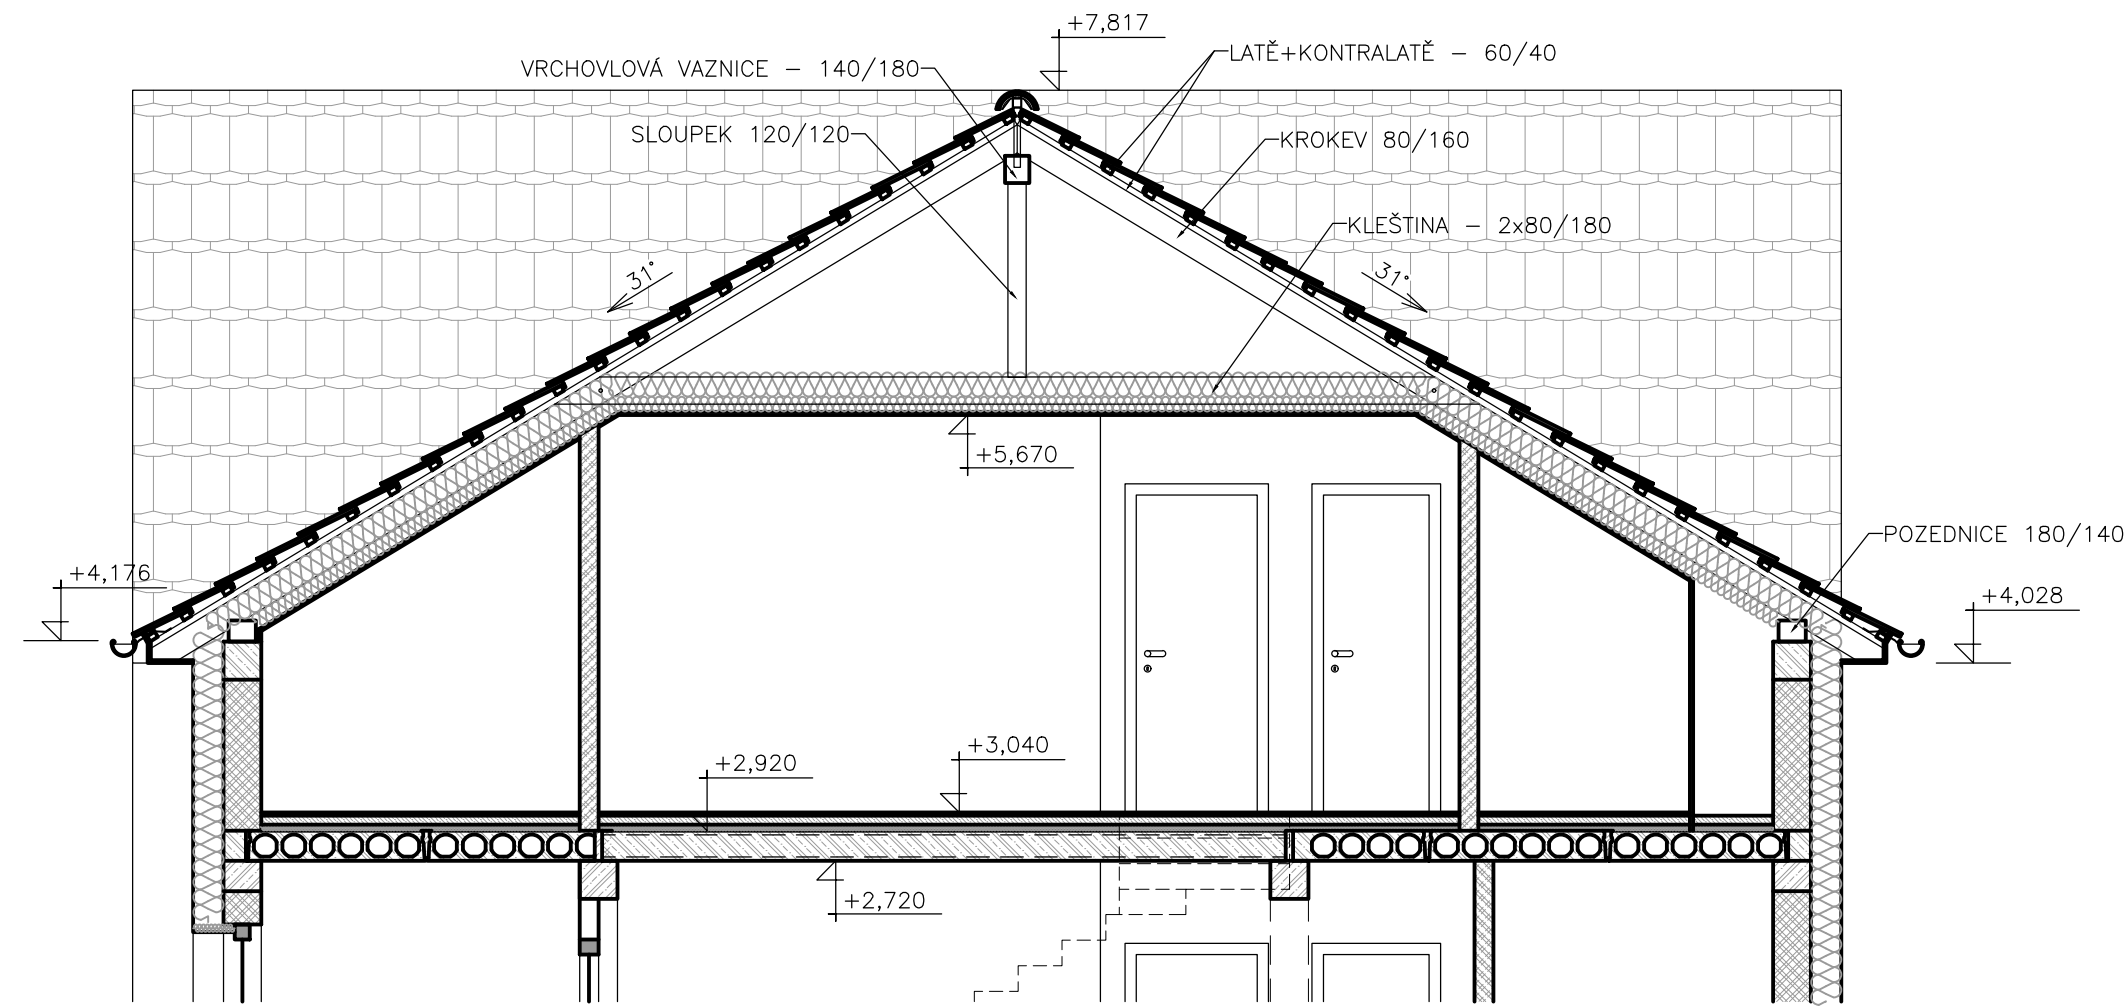 +7,817
LATĚ+KONTRALATĚ – 60/40
VRCHOVLOVÁ VAZNICE – 140/180
SLOUPEK 120/120
KROKEV 80/160
KLEŠTINA – 2x80/180
31°
31°
+5,670
POZEDNICE 180/140
+4,176
+4,028
+3,040
+2,920
+2,720